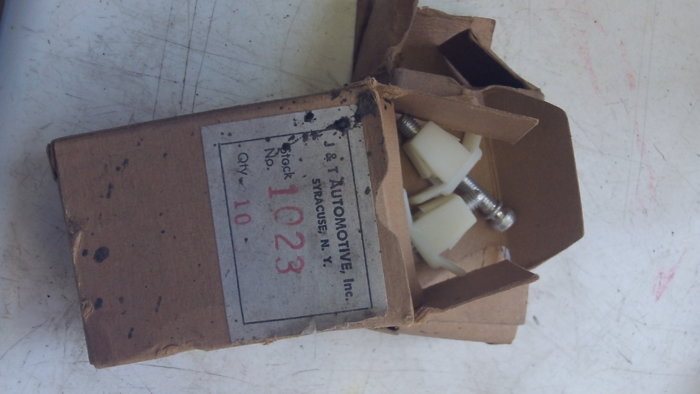 J & T AUTOMOTIVE, Inc.
SYRACUSE, N. Y.
Stock No. 1023
Qty- 10